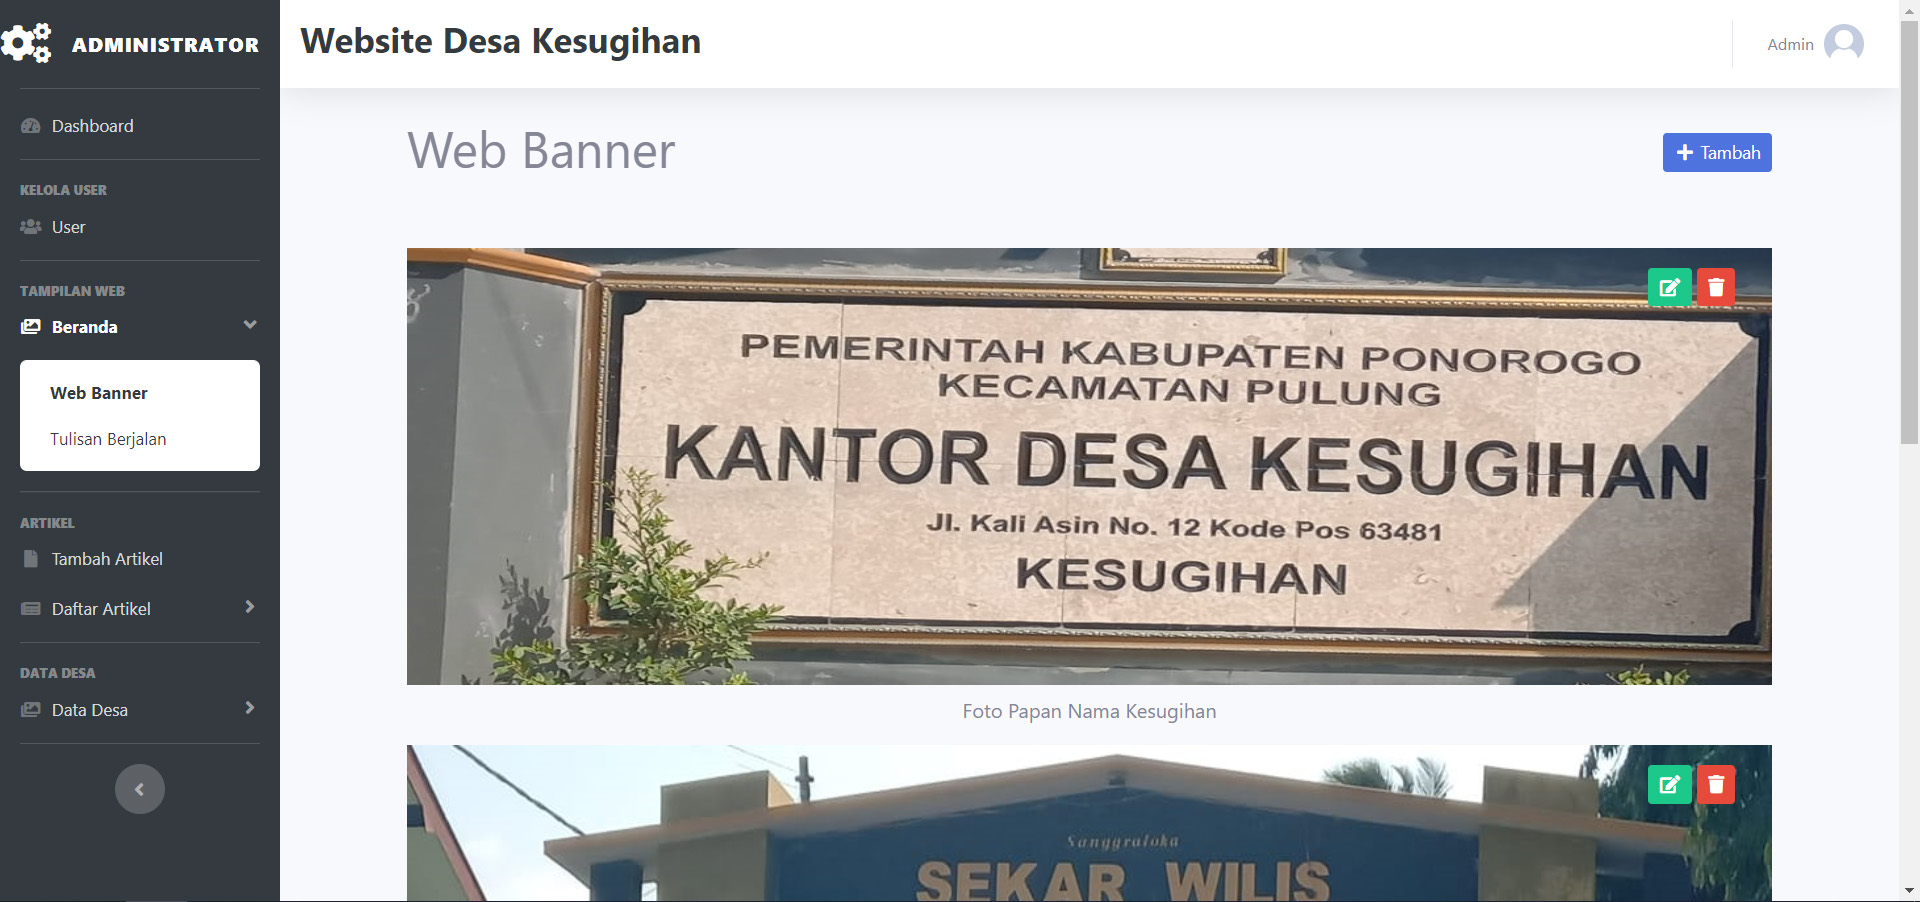 ADMINISTRATOR
Website Desa Kesugihan
Admin
Dashboard
KELOLA USER
User
TAMPILAN WEB
Beranda
Web Banner
Tulisan Berjalan
ARTIKEL
Tambah Artikel
Daftar Artikel
DATA DESA
Data Desa
Web Banner
Tambah
PEMERINTAH KABUPATEN PONOROGO
KECAMATAN PULUNG
KANTOR DESA KESUGIHAN
Jl. Kali Asin No. 12 Kode Pos 63481
KESUGIHAN
Foto Papan Nama Kesugihan
Sanggraloka
SEKAR WILIS